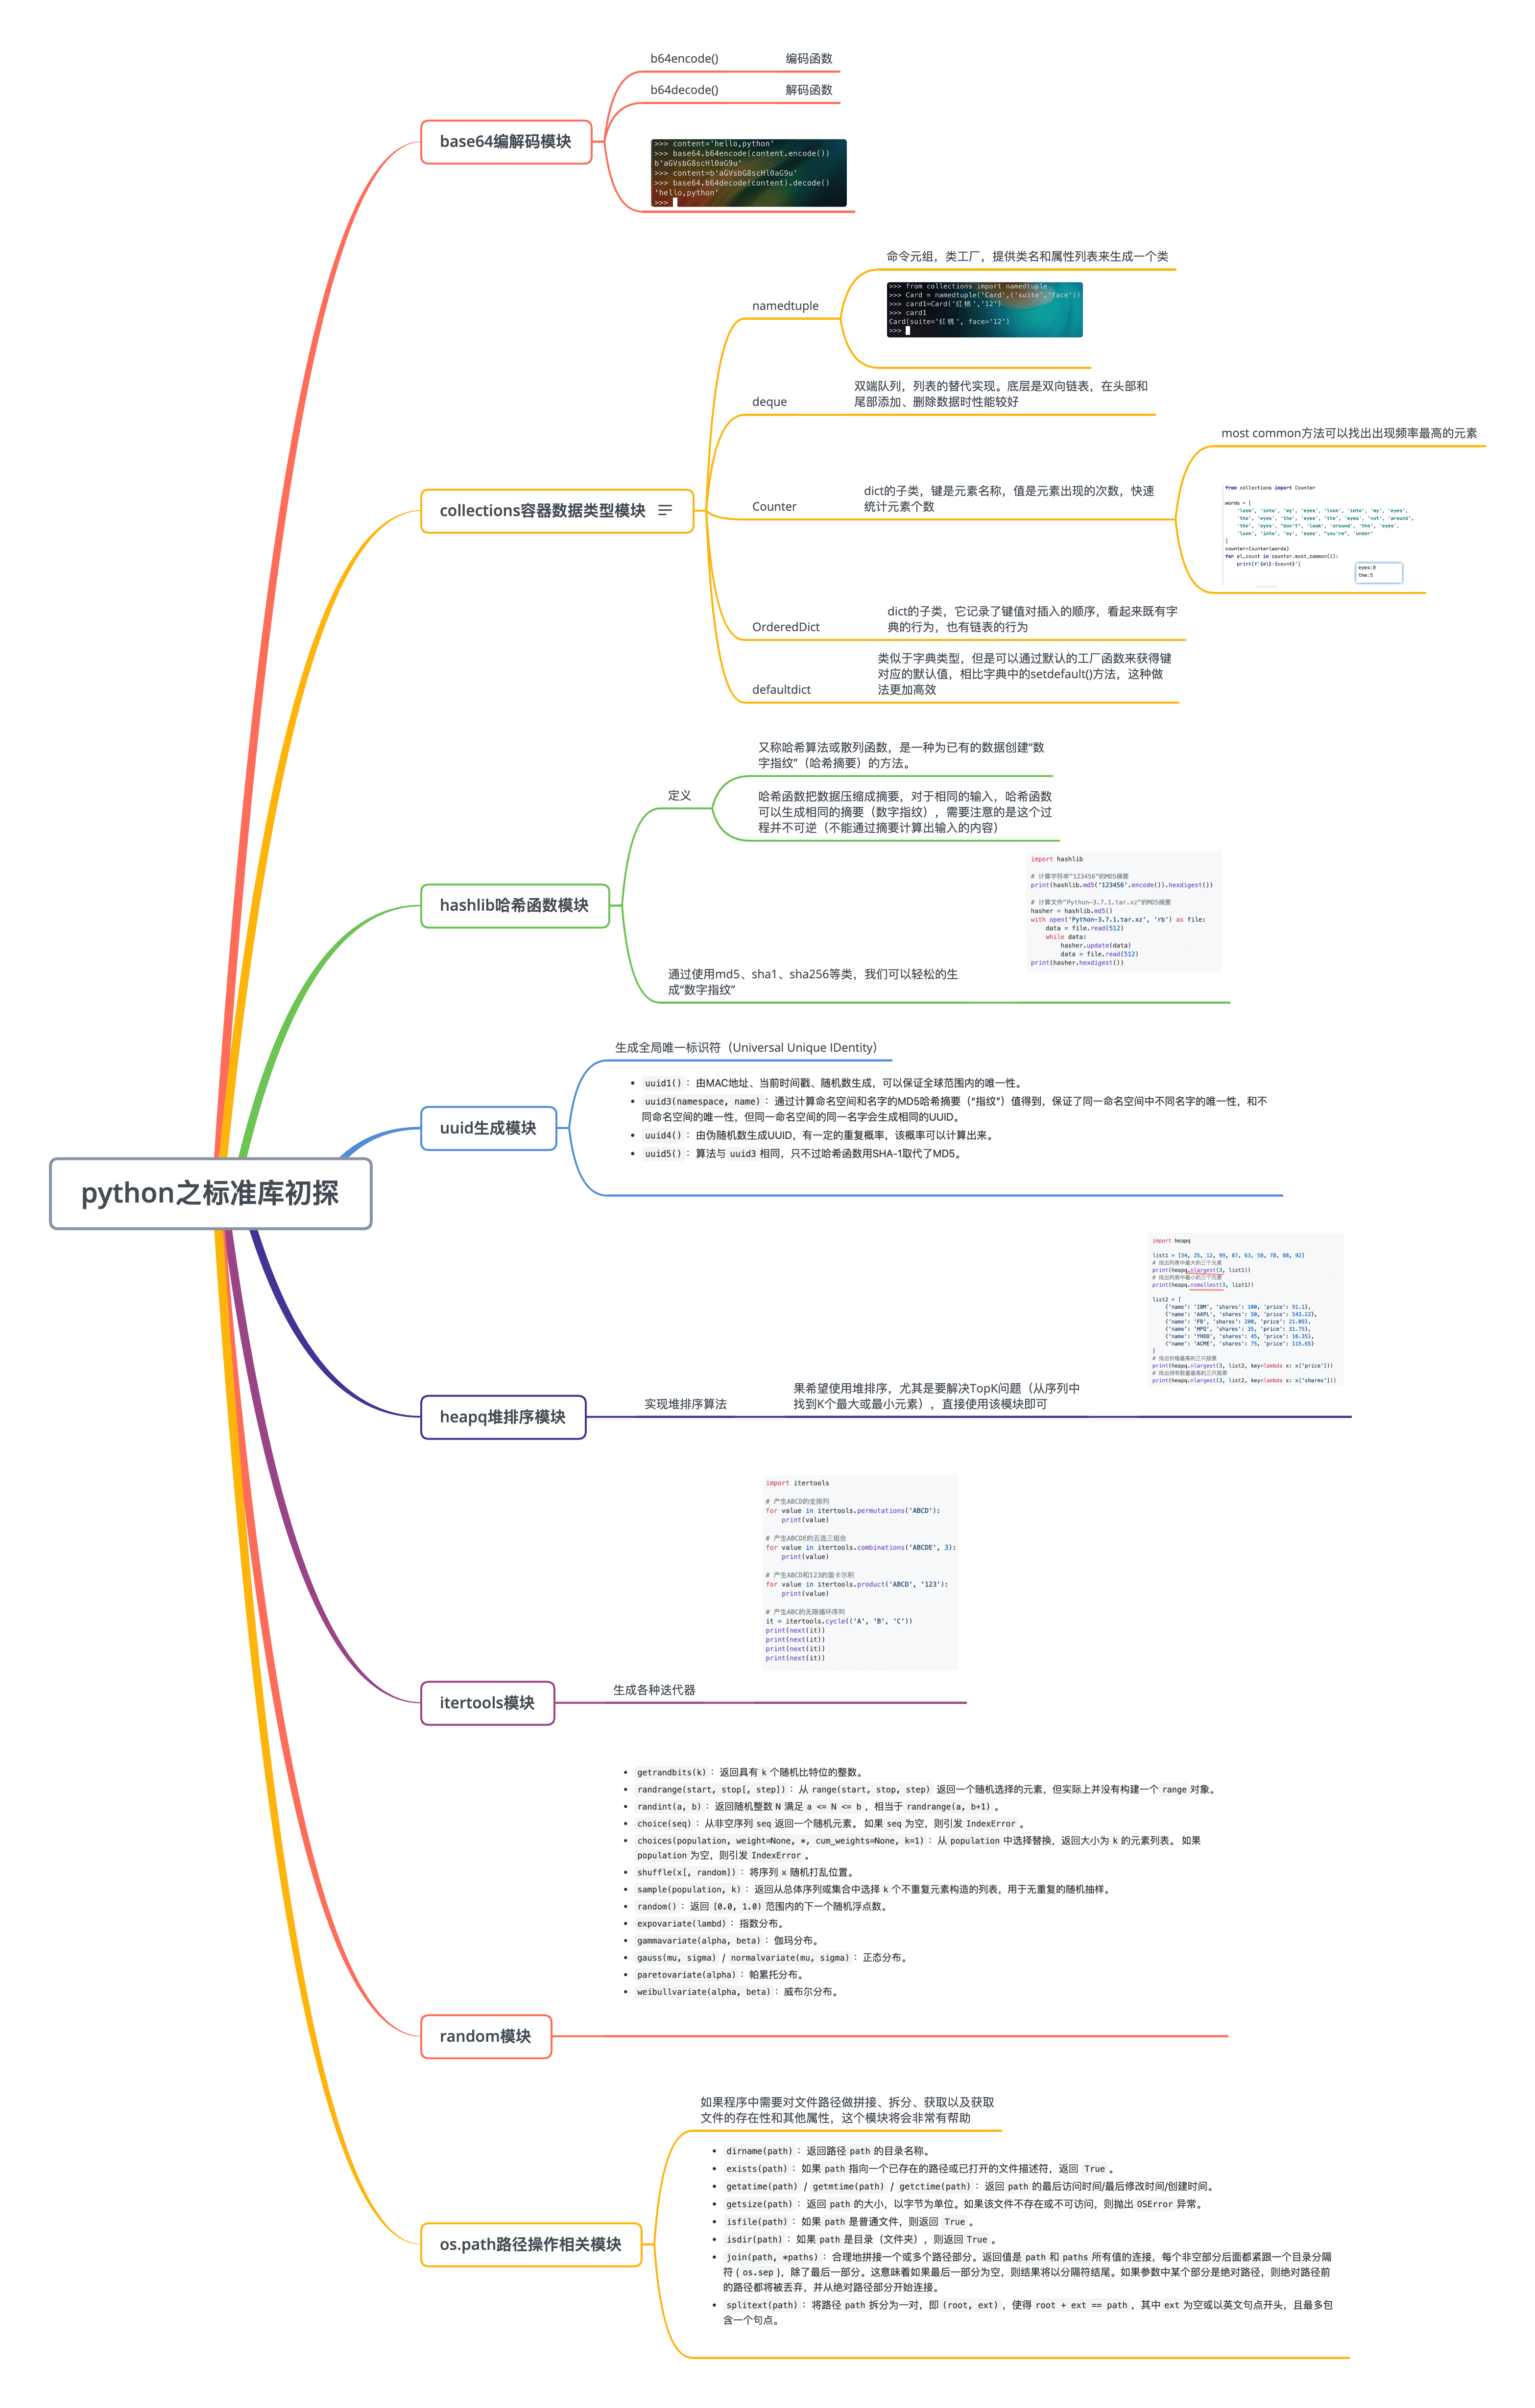 python之标准库初探
base64编解码模块
b64encode()
编码函数
b64decode()
解码函数
>>> content='hello,python'
>>> base64.b64encode(content.encode())
b'aGVsbG8scHl0aG9u'
>>> content=b'aGVsbG8scHl0aG9u'
>>> base64.b64decode(content).decode()
'hello,python'
>>>
collections容器数据类型模块
namedtuple
命令元组，类工厂，提供类名和属性列表来生成一个类
>>> from collections import namedtuple
>>> Card = namedtuple('Card',('suite','face'))
>>> card1=Card('红桃','12')
>>> card1
Card(suite='红桃', face='12')
>>>
deque
双端队列，列表的替代实现。底层是双向链表，在头部和
尾部添加、删除数据时性能较好
Counter
dict的子类，键是元素名称，值是元素出现的次数，快速
统计元素个数
most common方法可以找出出现频率最高的元素
from collections import Counter
words = [
'look', 'into', 'my', 'eyes', 'look', 'into', 'my', 'eyes',
'the', 'eyes', 'the', 'eyes', 'the', 'eyes', 'not', 'around',
'the', 'eyes', "don't", 'look', 'around', 'the', 'eyes',
'look', 'into', 'my', 'eyes', "you're", 'under'
]
counter=Counter(words)
for el,count in counter.most_common(2):
print(f'{el}:{count}')
eyes:8
the:5
OrderedDict
dict的子类，它记录了键值对插入的顺序，看起来既有字
典的行为，也有链表的行为
defaultdict
类似于字典类型，但是可以通过默认的工厂函数来获得键
对应的默认值，相比字典中的setdefault()方法，这种做
法更加高效
hashlib哈希函数模块
定义
又称哈希算法或散列函数，是一种为已有的数据创建“数
字指纹”（哈希摘要）的方法。
哈希函数把数据压缩成摘要，对于相同的输入，哈希函数
可以生成相同的摘要（数字指纹），需要注意的是这个过
程并不可逆（不能通过摘要计算出输入的内容）
通过使用md5、sha1、sha256等类，我们可以轻松的生
成“数字指纹”
import hashlib
# 计算字符串"123456"的MD5摘要
print(hashlib.md5('123456'.encode()).hexdigest())
# 计算文件"Python-3.7.1.tar.xz"的MD5摘要
hasher = hashlib.md5()
with open('Python-3.7.1.tar.xz', 'rb') as file:
data = file.read(512)
while data:
hasher.update(data)
data = file.read(512)
print(hasher.hexdigest())
uuid生成模块
生成全局唯一标识符（Universal Unique IDentity）
• uuid1()：由MAC地址、当前时间戳、随机数生成，可以保证全球范围内的唯一性。
• uuid3(namespace, name)：通过计算命名空间和名字的MD5哈希摘要（“指纹”）值得到，保证了同一命名空间中不同名字的唯一性，和不
同命名空间的唯一性，但同一命名空间的同一名字会生成相同的UUID。
• uuid4()：由伪随机数生成UUID，有一定的重复概率，该概率可以计算出来。
• uuid5()：算法与 uuid3 相同，只不过哈希函数用SHA-1取代了MD5。
heapq堆排序模块
实现堆排序算法
果希望使用堆排序，尤其是要解决TopK问题（从序列中
找到K个最大或最小元素），直接使用该模块即可
import heapq
list1 = [34, 25, 12, 99, 87, 63, 58, 78, 88, 92]
# 找出列表中最大的三个元素
print(heapq.nlargest(3, list1))
# 找出列表中最小的三个元素
print(heapq.nsmallest(3, list1))
list2 = [
{'name': 'IBM', 'shares': 100, 'price': 91.1},
{'name': 'AAPL', 'shares': 50, 'price': 543.22},
{'name': 'FB', 'shares': 200, 'price': 21.09},
{'name': 'HPQ', 'shares': 35, 'price': 31.75},
{'name': 'YHOO', 'shares': 45, 'price': 16.35},
{'name': 'ACME', 'shares': 75, 'price': 115.65}
]
# 找出价格最高的三只股票
print(heapq.nlargest(3, list2, key=lambda x: x['price']))
# 找出持有数量最高的三只股票
print(heapq.nlargest(3, list2, key=lambda x: x['shares']))
itertools模块
生成各种迭代器
import itertools
# 产生ABCD的全排列
for value in itertools.permutations('ABCD'):
print(value)
# 产生ABCDE的五选三组合
for value in itertools.combinations('ABCDE', 3):
print(value)
# 产生ABCD和123的笛卡尔积
for value in itertools.product('ABCD', '123'):
print(value)
# 产生ABC的无限循环序列
it = itertools.cycle(('A', 'B', 'C'))
print(next(it))
print(next(it))
print(next(it))
print(next(it))
random模块
• getrandbits(k)：返回具有 k 个随机比特位的整数。
• randrange(start, stop[, step])：从 range(start, stop, step) 返回一个随机选择的元素，但实际上并没有构建一个 range 对象。
• randint(a, b)：返回随机整数 N 满足 a <= N <= b，相当于 randrange(a, b+1)。
• choice(seq)：从非空序列 seq 返回一个随机元素。 如果 seq 为空，则引发 IndexError。
• choices(population, weight=None, *, cum_weights=None, k=1)：从 population 中选择替换，返回大小为 k 的元素列表。 如果
population 为空，则引发 IndexError。
• shuffle(x[, random])：将序列 x 随机打乱位置。
• sample(population, k)：返回从总体序列或集合中选择 k 个不重复元素构造的列表，用于无重复的随机抽样。
• random()：返回 [0.0, 1.0) 范围内的下一个随机浮点数。
• expovariate(lambd)：指数分布。
• gammavariate(alpha, beta)：伽玛分布。
• gauss(mu, sigma) / normalvariate(mu, sigma)：正态分布。
• paretovariate(alpha)：帕累托分布。
• weibullvariate(alpha, beta)：威布尔分布。
os.path路径操作相关模块
如果程序中需要对文件路径做拼接、拆分、获取以及获取
文件的存在性和其他属性，这个模块将会非常有帮助
• dirname(path)：返回路径 path 的目录名称。
• exists(path)：如果 path 指向一个已存在的路径或已打开的文件描述符，返回 True。
• getatime(path) / getmtime(path) / getctime(path)：返回 path 的最后访问时间/最后修改时间/创建时间。
• getsize(path)：返回 path 的大小，以字节为单位。如果该文件不存在或不可访问，则抛出 OSError 异常。
• isfile(path)：如果 path 是普通文件，则返回 True。
• isdir(path)：如果 path 是目录（文件夹），则返回 True。
• join(path, *paths)：合理地拼接一个或多个路径部分。返回值是 path 和 paths 所有值的连接，每个非空部分后面都紧跟一个目录分隔
符 (os.sep)，除了最后一部分。这意味着如果最后一部分为空，则结果将以分隔符结尾。如果参数中某个部分是绝对路径，则绝对路径前
的路径都将被丢弃，并从绝对路径部分开始连接。
• splitext(path)：将路径 path 拆分为一对，即 (root, ext)，使得 root + ext == path，其中 ext 为空或以英文句点开头，且最多包
含一个句点。